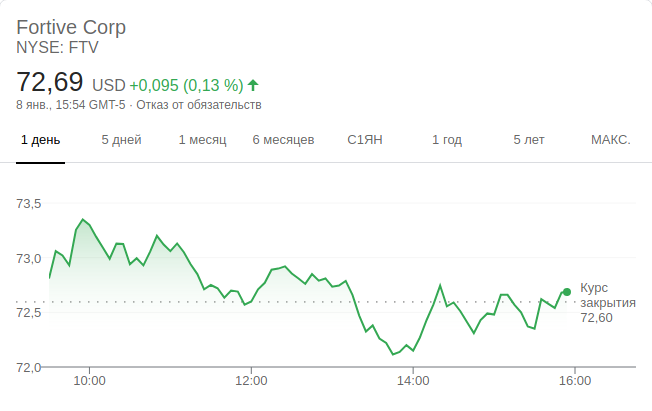 Fortive Corp
NYSE: FTV
72,69 USD +0,095 (0,13 %)
8 янв., 15:54 GMT-5 · Отказ от обязательств
1 день 5 дней 1 месяц 6 месяцев С1ЯН 1 год 5 лет МАКС.
73,5
73,0
72,5
72,0
Курс
закрытия
72,60
10:00 12:00 14:00 16:00